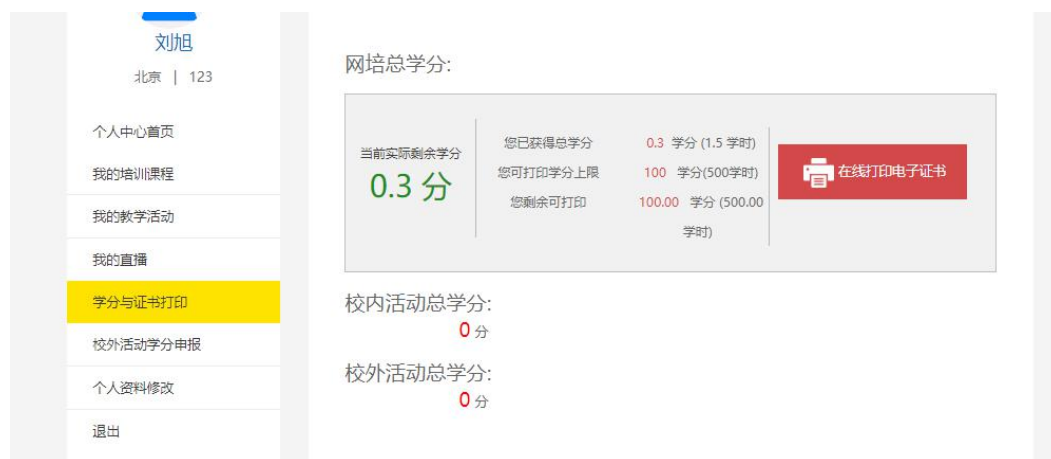 刘旭
北京 | 123
个人中心首页
我的培训课程
我的教学活动
我的直播
学分与证书打印
校外活动学分申报
个人资料修改
退出
网培总学分:
当前实际剩余学分
0.3 分
您已获得总学分 0.3 学分 (1.5 学时)
您可打印学分上限 100 学分(500学时)
您剩余可打印 100.00 学分 (500.00
学时)
在线打印电子证书
校内活动总学分:
0 分
校外活动总学分:
0 分